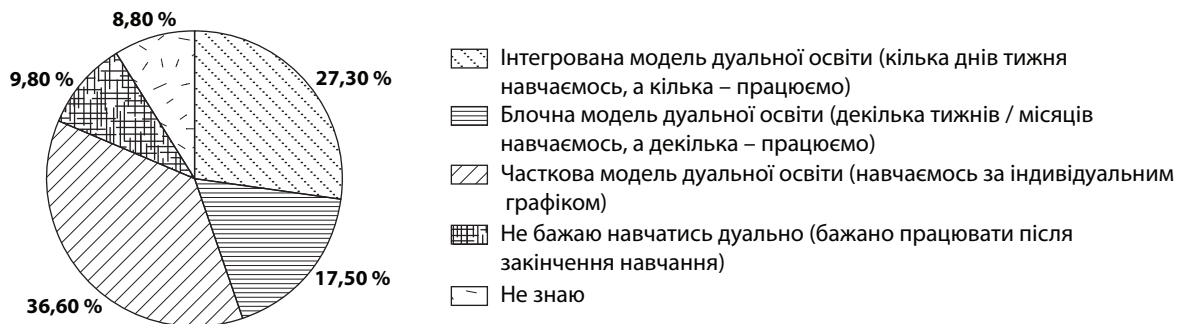 8,80 %
9,80 %
27,30 %
Інтегрована модель дуальної освіти (кілька днів тижня
навчаємось, а кілька – працюємо)
Блочна модель дуальної освіти (декілька тижнів / місяців
навчаємось, а декілька – працюємо)
Часткова модель дуальної освіти (навчаємось за індивідуальним
графіком)
Не бажаю навчатись дуально (бажано працювати після
закінчення навчання)
17,50 %
Не знаю
36,60 %